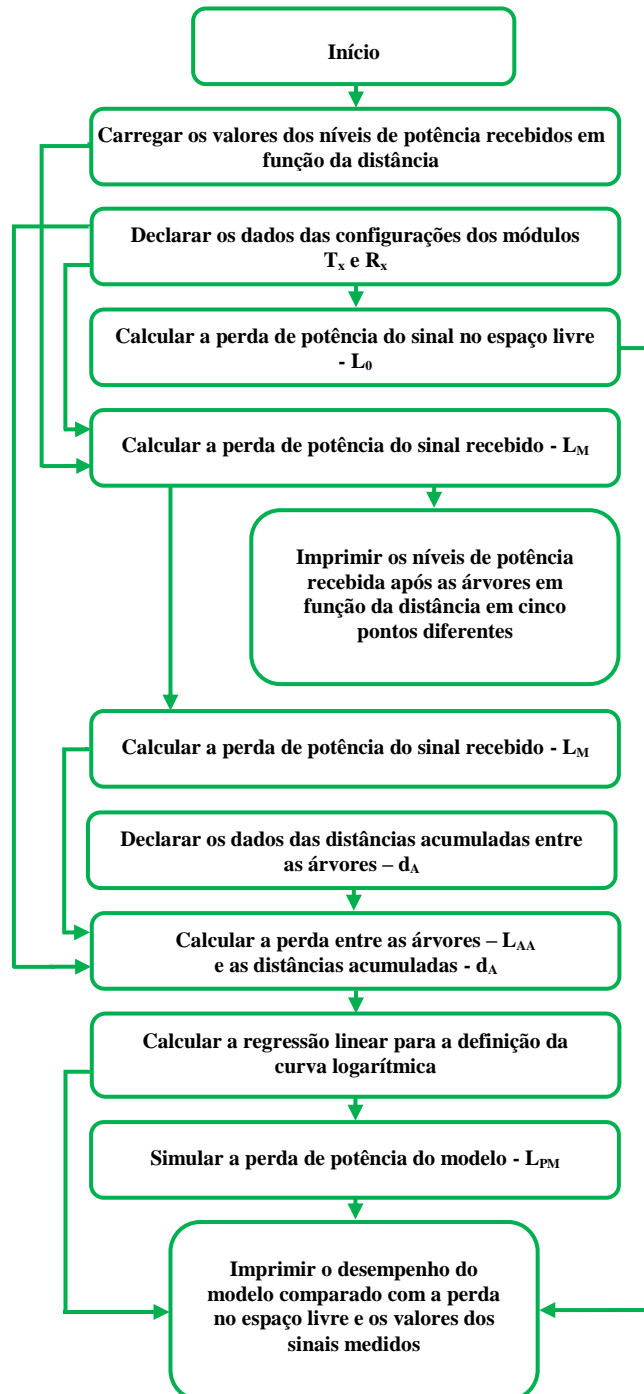 Início
Carregar os valores dos níveis de potência recebidos em
função da distância
Declarar os dados das configurações dos módulos
Tx e Rx
Calcular a perda de potência do sinal no espaço livre
- L0
Calcular a perda de potência do sinal recebido - LM
Imprimir os níveis de potência
recebida após as árvores em
função da distância em cinco
pontos diferentes
Calcular a perda de potência do sinal recebido - LM
Declarar os dados das distâncias acumuladas entre
as árvores – dA
Calcular a perda entre as árvores – LAA
e as distâncias acumuladas - dA
Calcular a regressão linear para a definição da
curva logarítmica
Simular a perda de potência do modelo - LPM
Imprimir o desempenho do
modelo comparado com a perda
no espaço livre e os valores dos
sinais medidos